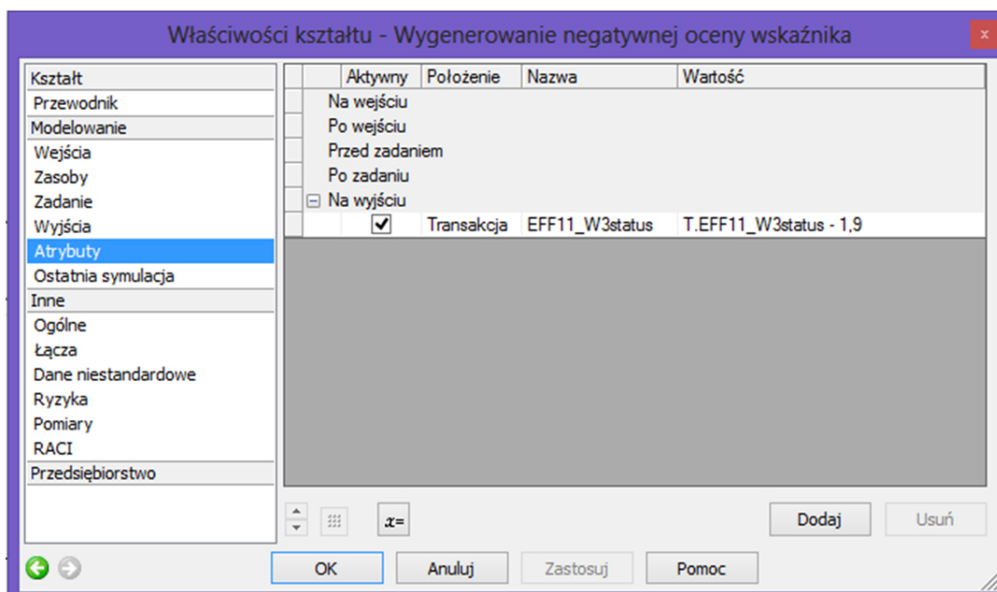 Właściwości kształtu - Wygenerowanie negatywnej oceny wskaźnika
x
Kształt
Przewodnik
Modelowanie
Wejścia
Zasoby
Zadanie
Wyjścia
Atrybuty
Ostatnia symulacja
Inne
Ogólne
Łącza
Dane niestandardowe
Ryzyka
Pomiary
RACI
Przedsiębiorstwo
Aktywny Położenie Nazwa Wartość
Na wejściu
Po wejściu
Przed zadaniem
Po zadaniu
Na wyjściu
Transakcja EFF11_W3status T.EFF11_W3status - 1,9
x=
Dodaj Usuń
OK Anuluj Zastosuj Pomoc